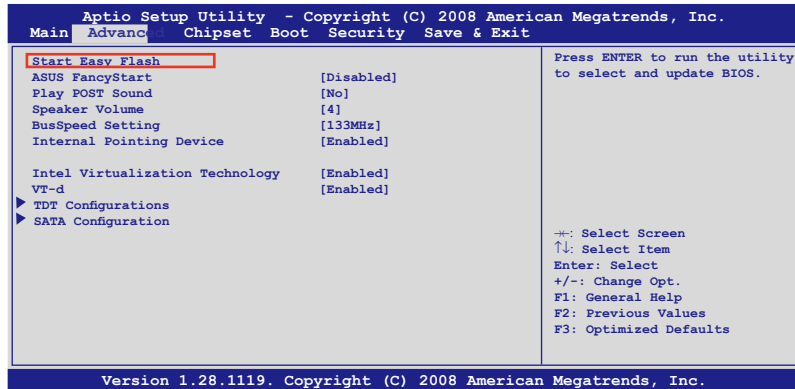 Aptio Setup Utility - Copyright (C) 2008 American Megatrends, Inc.
Main Advanced Chipset Boot Security Save & Exit
Start Easy Flash
ASUS FancyStart [Disabled]
Play POST Sound [No]
Speaker Volume [4]
BusSpeed Setting [133MHz]
Internal Pointing Device [Enabled]
Intel Virtualization Technology [Enabled]
VT-d [Enabled]
TDT Configurations
SATA Configuration
Press ENTER to run the utility
to select and update BIOS.
→←: Select Screen
↑↓: Select Item
Enter: Select
+/-: Change Opt.
F1: General Help
F2: Previous Values
F3: Optimized Defaults
Version 1.28.1119. Copyright (C) 2008 American Megatrends, Inc.